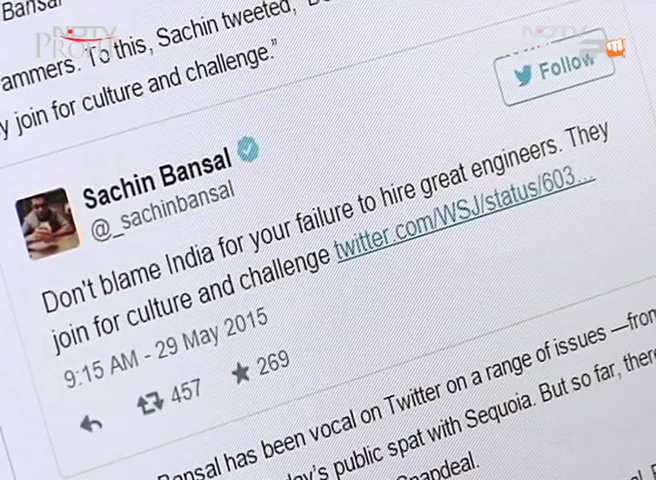 Bansal
ammers. To this, Sachin tweeted,
y join for culture and challenge."
NDTV
PROFIT
NDTV
Follow
Sachin Bansal
@_sachinbansal
Don't blame India for your failure to hire great engineers. They
join for culture and challenge twitter.com/WSJ/status/603...
9:15 AM - 29 May 2015
457
269
Bansal has been vocal on Twitter on a range of issues —from
day's public spat with Sequoia. But so far, there
Snapdeal.